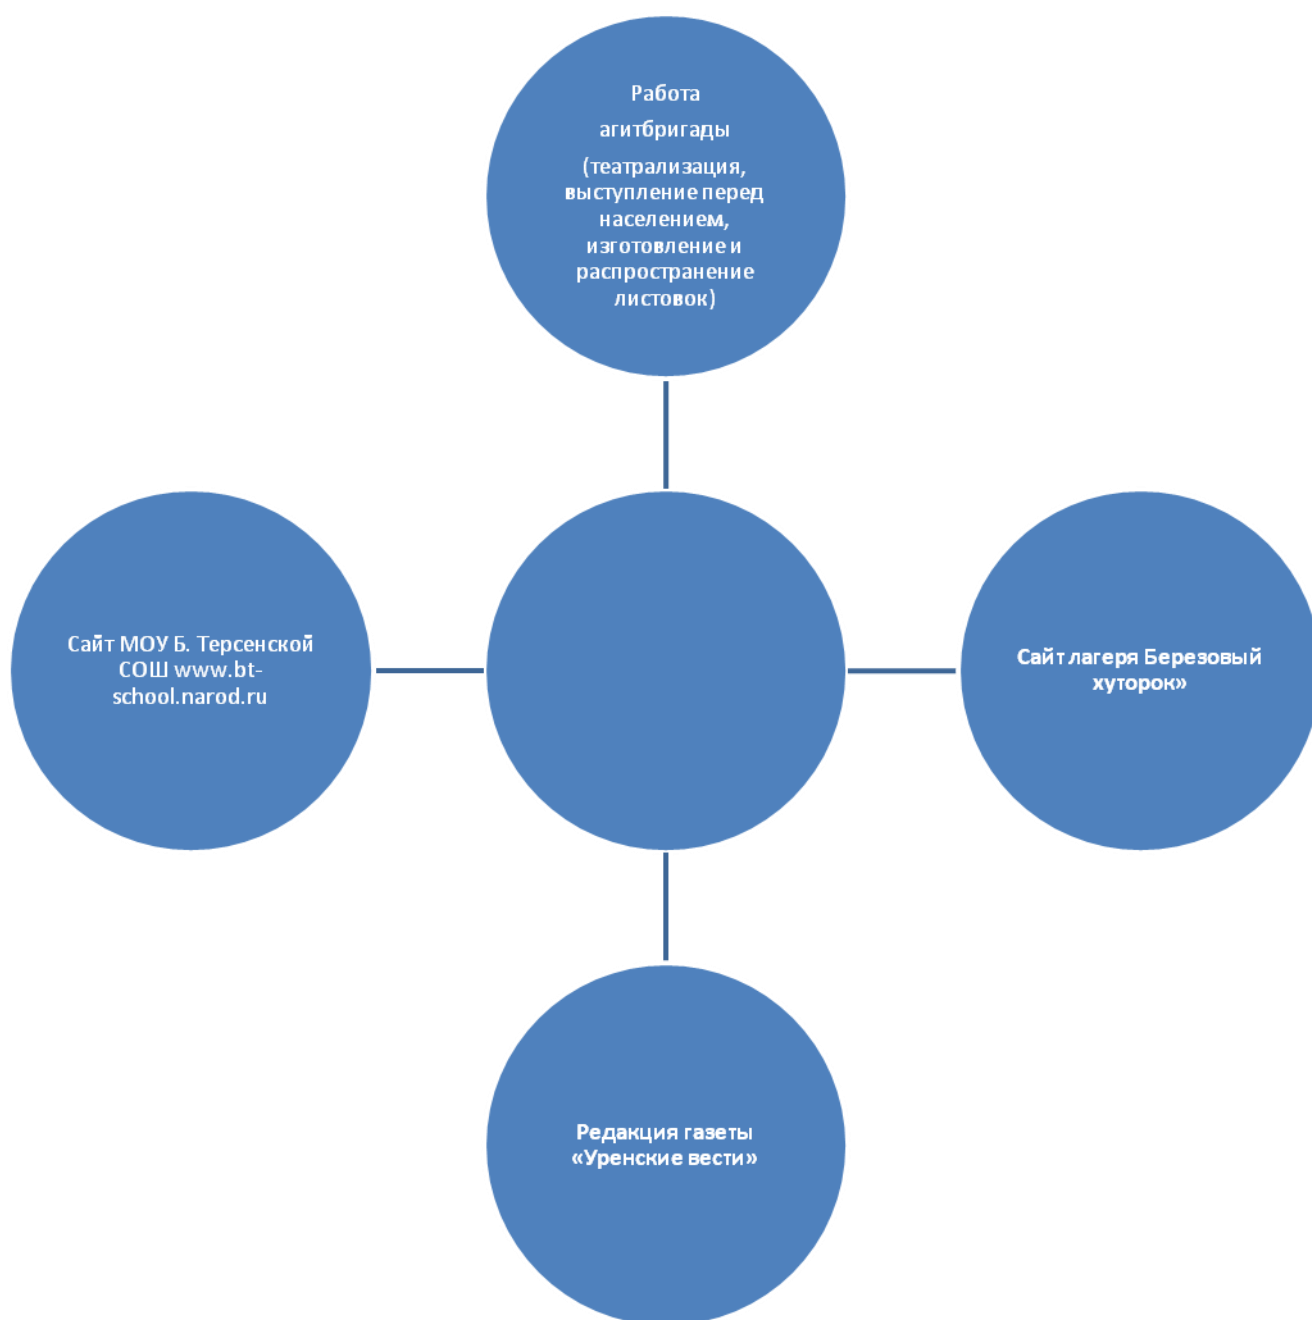 Работа
агитбригады
(театрализация,
выступление перед
населением,
изготовление и
распространение
листовок)
Сайт МОУ Б. Терсенской
СОШ www.bt-
school.narod.ru
Сайт лагеря Березовый
хуторок»
Редакция газеты
«Уренские вести»